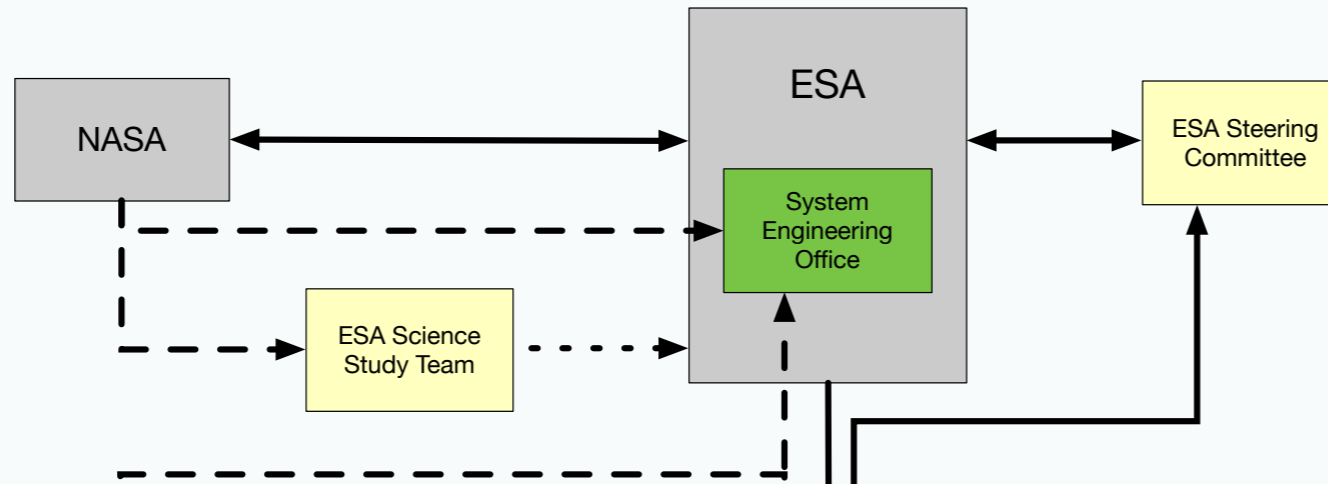 ESA
NASA
ESA Steering
Committee
System
Engineering
Office
ESA Science
Study Team